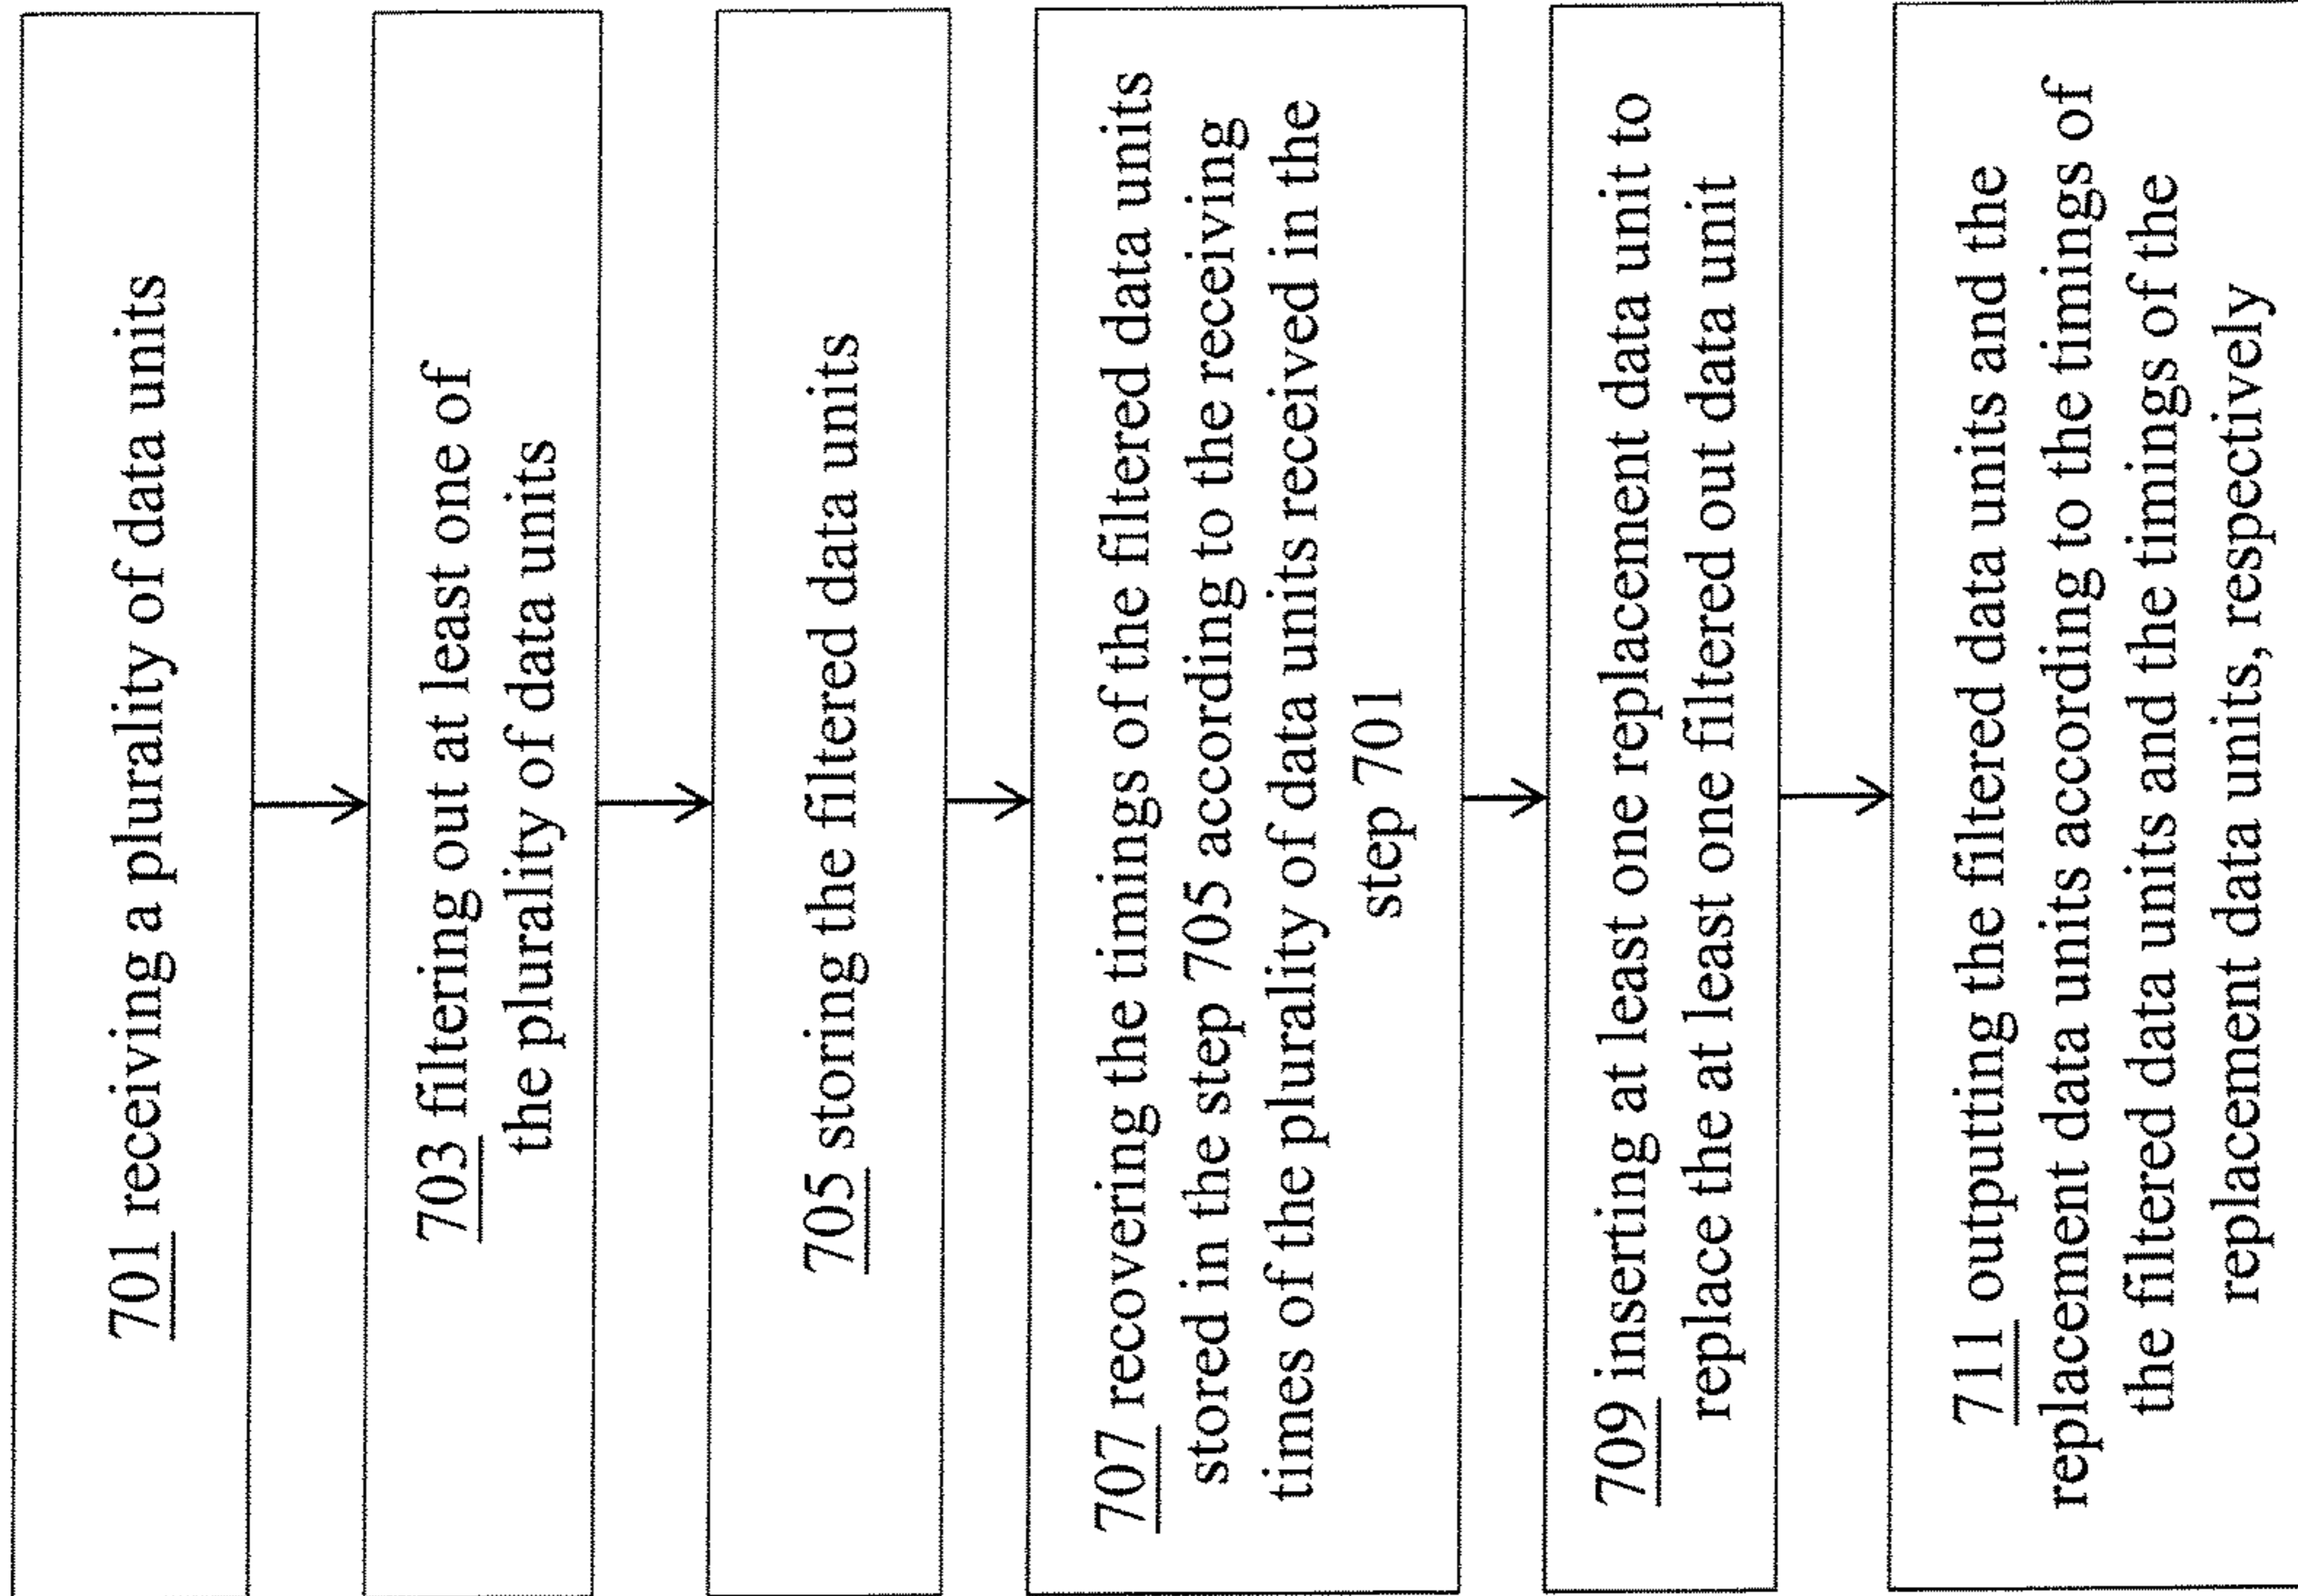 701 receiving a plurality of data units
703 filtering out at least one of
the plurality of data units
705 storing the filtered data units
707 recovering the timings of the filtered data units
stored in the step 705 according to the receiving
times of the plurality of data units received in the
step 701
709 inserting at least one replacement data unit to
replace the at least one filtered out data unit
711 outputting the filtered data units and the
replacement data units according to the timings of
the filtered data units and the timings of the
replacement data units, respectively